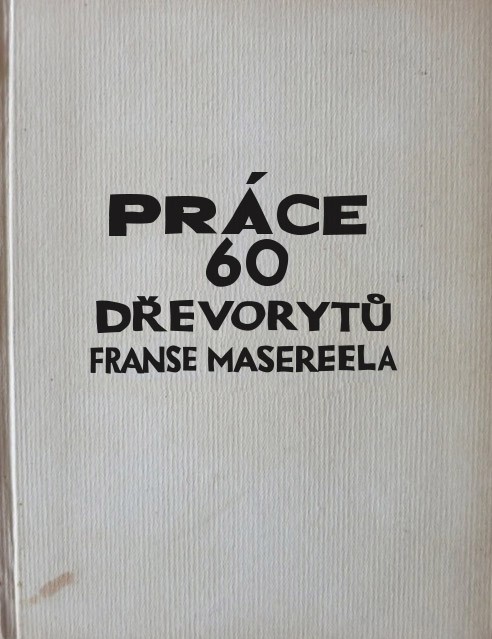 PRÁCE
60
DŘEVORYTŮ
FRANSE MASEREELA